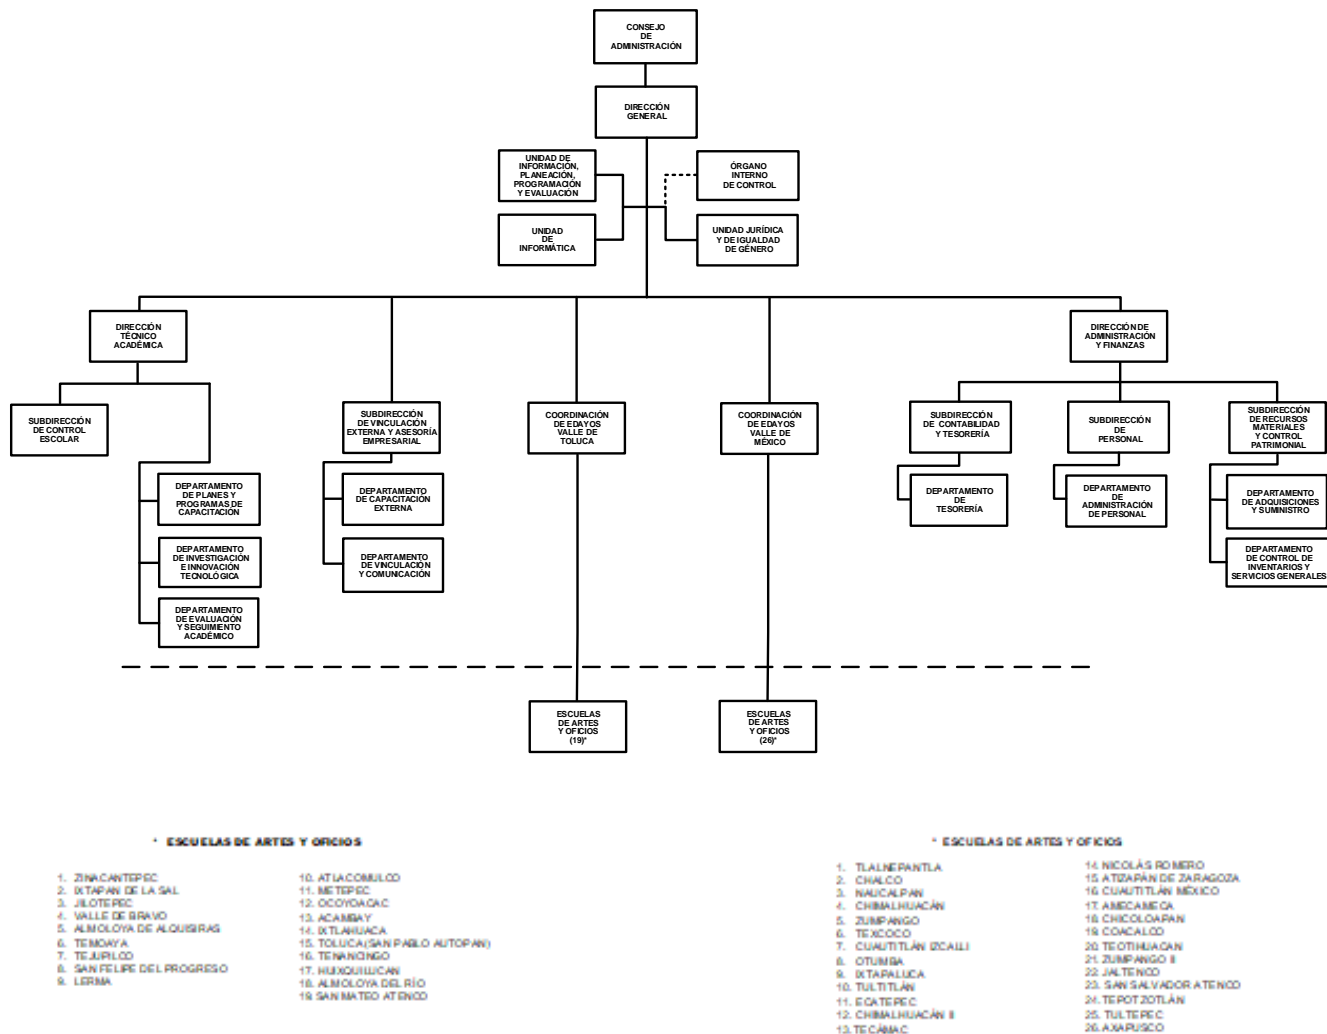 CONSEJO
DE
ADMINISTRACIÓN
DIRECCIÓN
GENERAL
UNIDAD DE
INFORMACIÓN,
PLANEACIÓN,
PROGRAMACIÓN
Y EVALUACIÓN
ÓRGANO
INTERNO
DE CONTROL
UNIDAD
DE
INFORMÁTICA
UNIDAD JURÍDICA
Y DE IGUALDAD
DE GÉNERO
DIRECCIÓN
TÉCNICO
ACADÉMICA
DIRECCIÓN DE
ADMINISTRACIÓN
Y FINANZAS
SUBDIRECCIÓN
DE CONTROL
ESCOLAR
SUBDIRECCIÓN
DE VINCULACIÓN
EXTERNA Y ASESORÍA
EMPRESARIAL
COORDINACIÓN
DE EDAYOS
VALLE DE
TOLUCA
COORDINACIÓN
DE EDAYOS
VALLE DE
MÉXICO
SUBDIRECCIÓN
DE CONTABILIDAD
Y TESORERÍA
SUBDIRECCIÓN
DE
PERSONAL
SUBDIRECCIÓN
DE RECURSOS
MATERIALES
Y CONTROL
PATRIMONIAL
DEPARTAMENTO
DE PLANES Y
PROGRAMAS DE
CAPACITACIÓN
DEPARTAMENTO
DE CAPACITACIÓN
EXTERNA
DEPARTAMENTO
DE
TESORERÍA
DEPARTAMENTO
DE
ADMINISTRACIÓN
DE PERSONAL
DEPARTAMENTO
DE ADQUISICIONES
Y SUMINISTRO
DEPARTAMENTO
DE INVESTIGACIÓN
E INNOVACIÓN
TECNOLÓGICA
DEPARTAMENTO
DE VINCULACIÓN
Y COMUNICACIÓN
DEPARTAMENTO
DE CONTROL DE
INVENTARIOS Y
SERVICIOS GENERALES
DEPARTAMENTO
DE EVALUACIÓN
Y SEGUIMIENTO
ACADÉMICO
ESCUELAS
DE ARTES
Y OFICIOS
(19)*
ESCUELAS
DE ARTES
Y OFICIOS
(26)*
* ESCUELAS DE ARTES Y OFICIOS
1. ZINACANTEPEC
2. IXTAPAN DE LA SAL
3. JILOTEPEC
4. VALLE DE BRAVO
5. ALMOLOYA DE ALQUISIRAS
6. TEMOAYA
7. TEJUPILCO
8. SAN FELIPE DEL PROGRESO
9. LERMA
10. ATLACOMULCO
11. METEPEC
12. OCOYOACAC
13. ACAMBAY
14. IXTLAHUACA
15. TOLUCA (SAN PABLO AUTOPAN)
16. TENANCINGO
17. HUIXQUILUCAN
18. ALMOLOYA DEL RÍO
19 SAN MATEO ATENCO
* ESCUELAS DE ARTES Y OFICIOS
1. TLALNEPANTLA
2. CHALCO
3. NAUCALPAN
4. CHIMALHUACÁN
5. ZUMPANGO
6. TEXCOCO
7. CUAUTITLÁN IZCALLI
8. OTUMBA
9. IXTAPALUCA
10. TULTITLÁN
11. ECATEPEC
12. CHIMALHUACÁN II
13. TECÁMAC
14. NICOLÁS ROMERO
15 ATIZAPÁN DE ZARAGOZA
16 CUAUTITLÁN MÉXICO
17. AMECAMECA
18 CHICOLOAPAN
19 COACALCO
20 TEOTIHUACAN
21. ZUMPANGO II
22. JALTENCO
23. SAN SALVADOR ATENCO
24. TEPOTZOTLÁN
25. TULTEPEC
26. AXAPUSCO